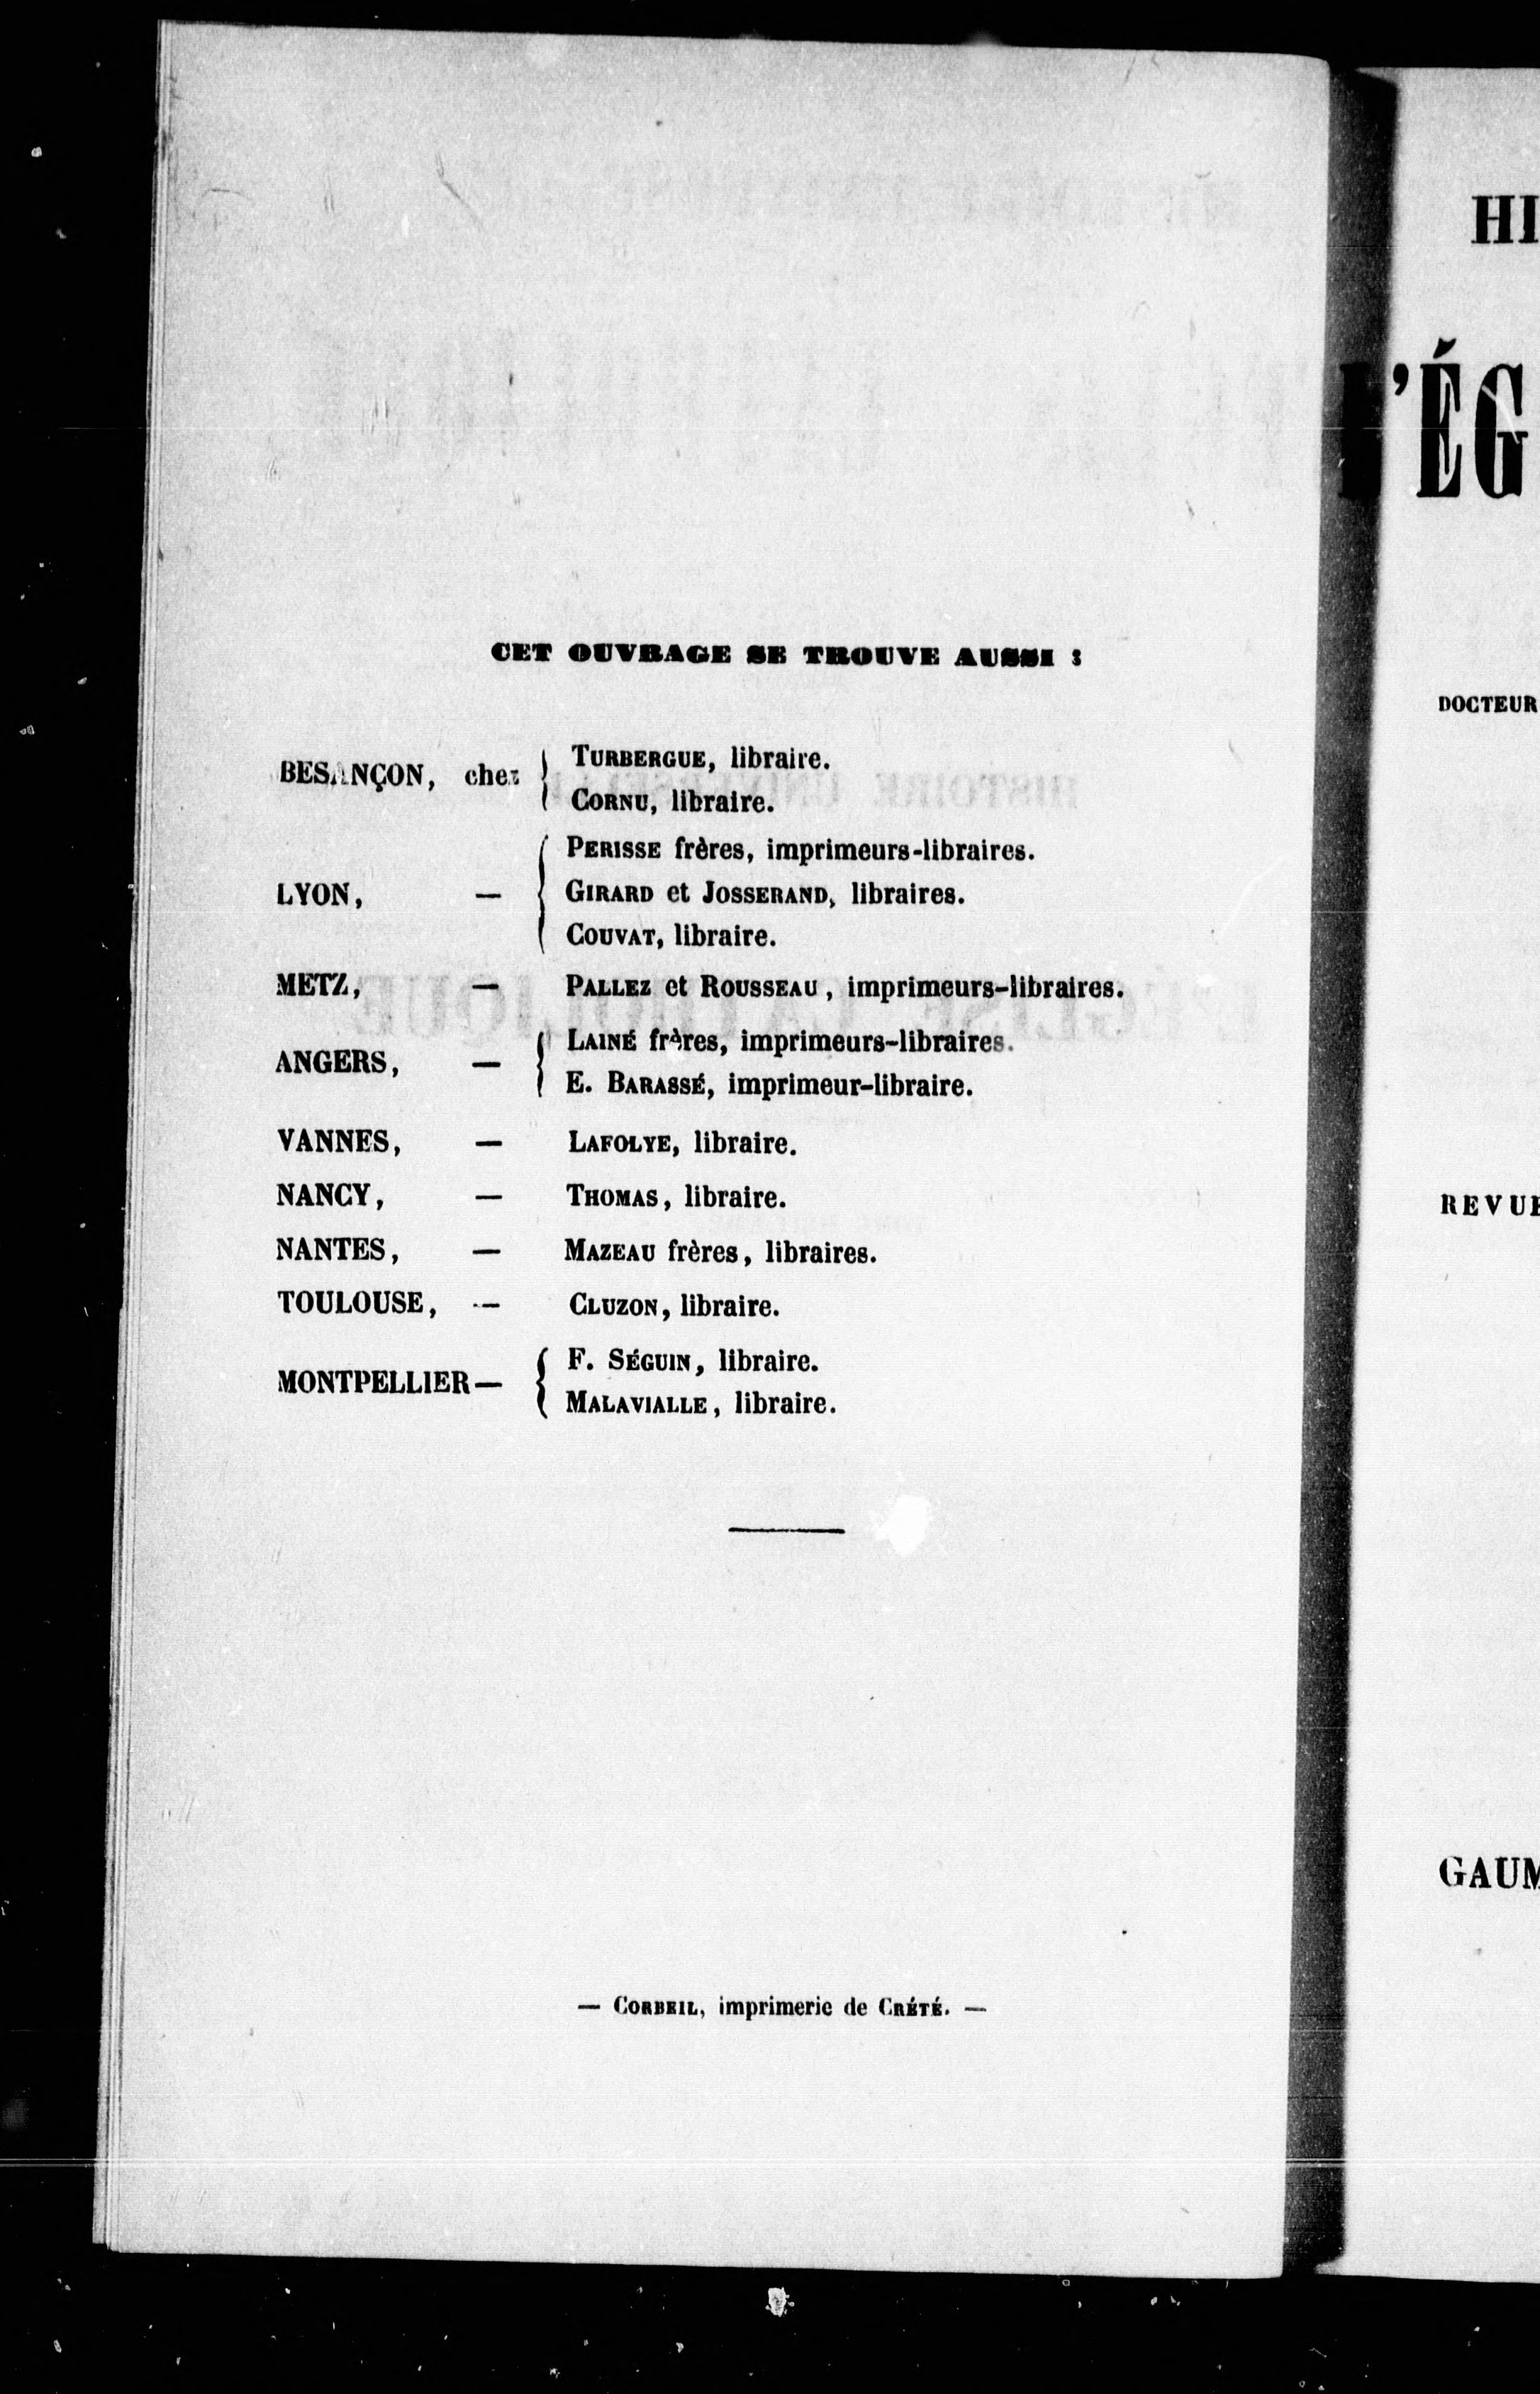 CET OUVRAGE SE TROUVE AUSSI :
BESANÇON, chez { TURBERGUE, libraire.
CORNU, libraire.
PERISSE frères, imprimeurs-libraires.
LYON, — { GIRARD et JOSSERAND, libraires.
COUVAT, libraire.
METZ, — PALLEZ et ROUSSEAU, imprimeurs-libraires.
ANGERS, — { LAINÉ frères, imprimeurs-libraires.
E. BARASSÉ, imprimeur-libraire.
VANNES, — LAFOLYE, libraire.
NANCY, — THOMAS, libraire.
NANTES, — MAZEAU frères, libraires.
TOULOUSE, — CLUZON, libraire.
MONTPELLIER — { F. SÉGUIN, libraire.
MALAVIALLE, libraire.
— CORBEIL, imprimerie de CRÉTÉ. —
HI
L'ÉG
DOCTEUR
REVUE
GAUM